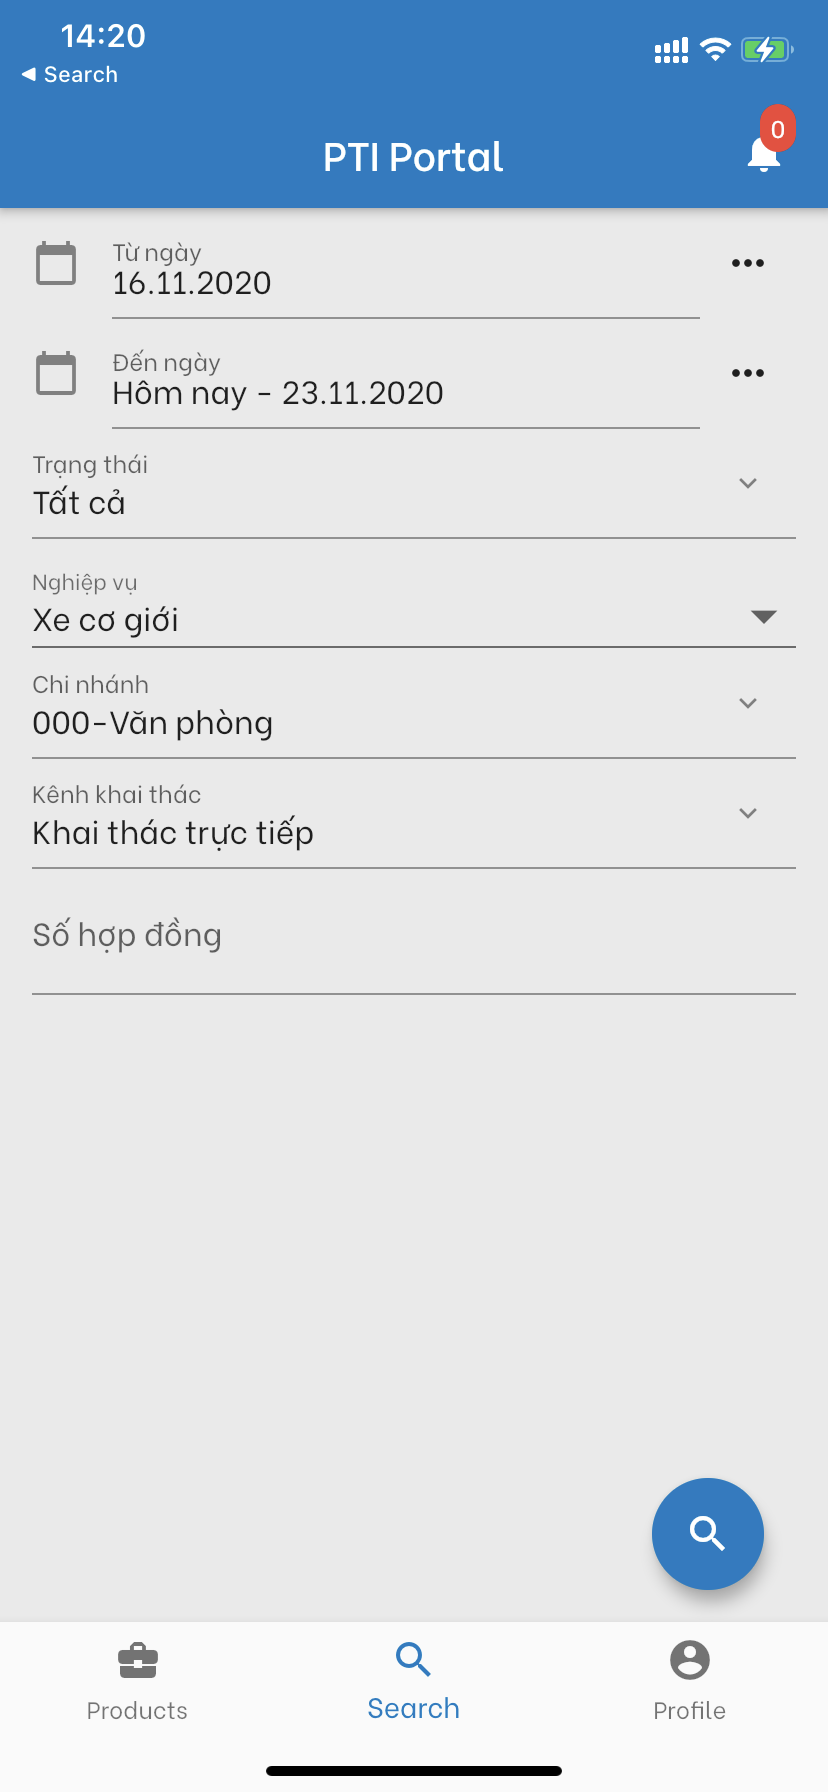 14:20
◀ Search
PTI Portal
0
Từ ngày
16.11.2020
Đến ngày
Hôm nay - 23.11.2020
Trạng thái
Tất cả
Nghiệp vụ
Xe cơ giới
Chi nhánh
000-Văn phòng
Kênh khai thác
Khai thác trực tiếp
Số hợp đồng
Products
Search
Profile